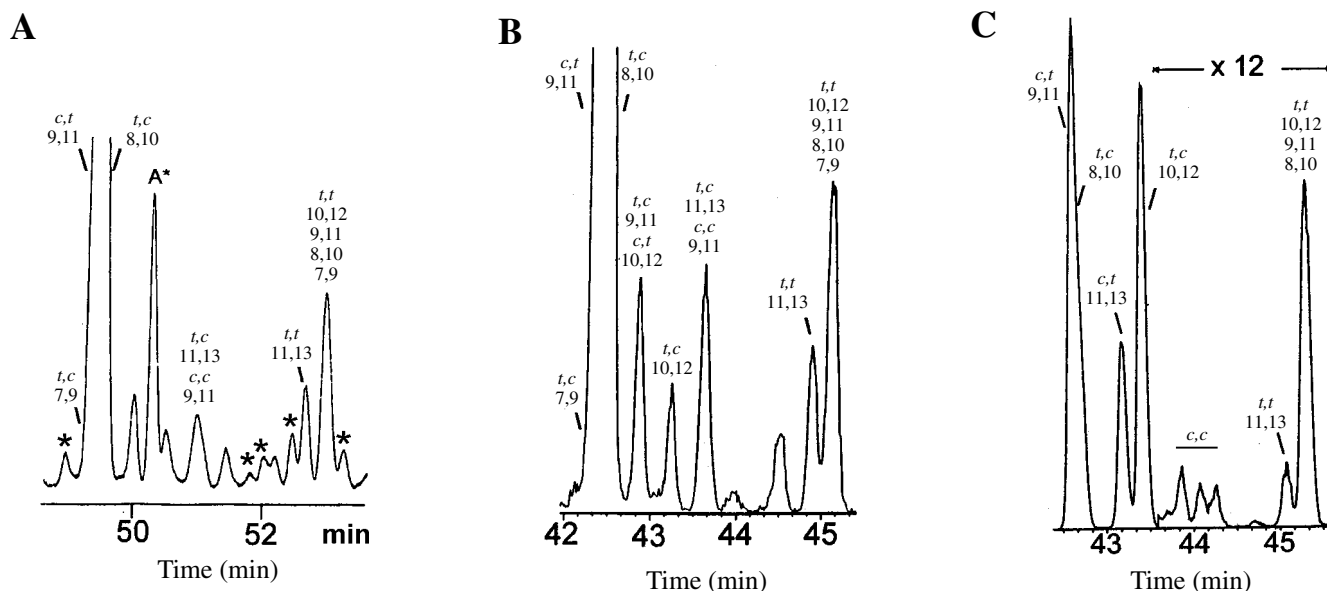 A
c,t
9,11
t,c
8,10
A*
t,t
10,12
9,11
8,10
7,9
t,c
11,13
c,c
9,11
t,t
11,13
t,c
7,9
*
*
*
*
*
50
52
min
Time (min)
B
c,t
9,11
t,c
8,10
t,t
10,12
9,11
8,10
7,9
t,c
9,11
c,t
10,12
t,c
11,13
c,c
9,11
t,t
11,13
t,c
10,12
t,c
7,9
42
43
44
45
Time (min)
C
x 12
c,t
9,11
t,c
8,10
t,c
10,12
t,t
10,12
9,11
8,10
c,t
11,13
t,t
11,13
c,c
43
44
45
Time (min)